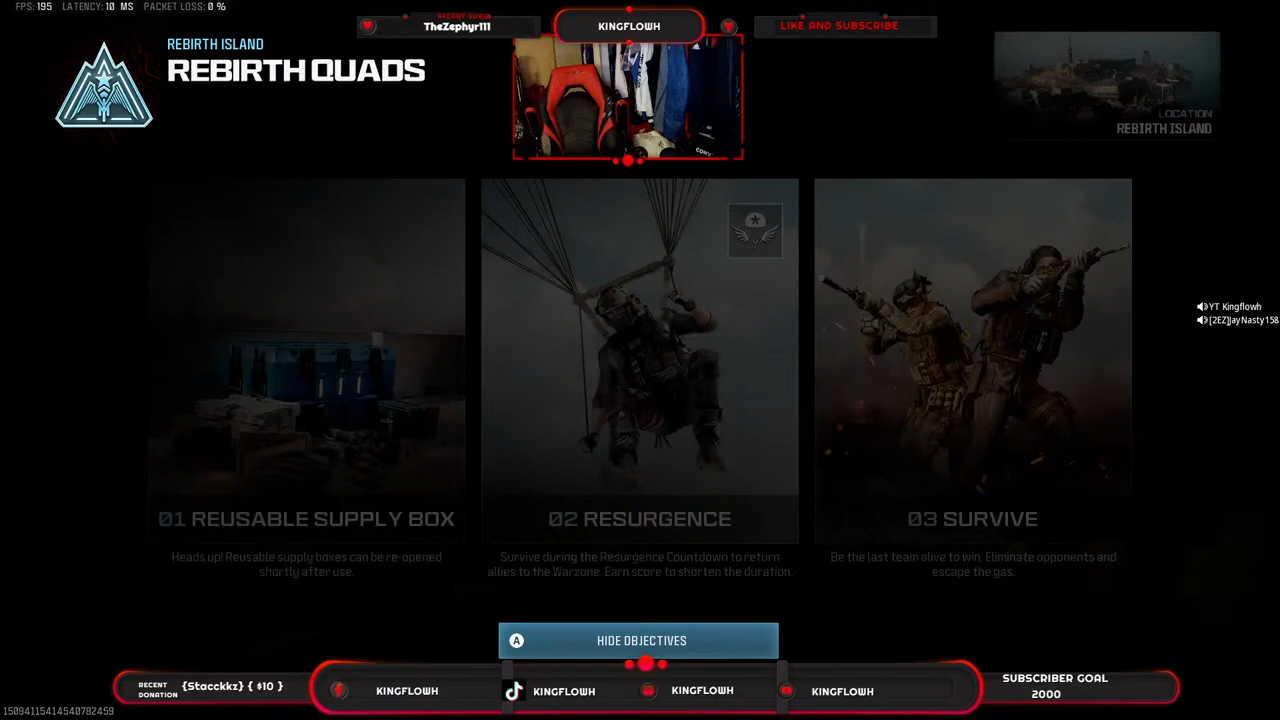 FPS: 195 LATENCY: 10 MS PACKET LOSS: 0 %
RECENT SUB
TheZephyr111
KINGFLOWH
LIKE AND SUBSCRIBE
REBIRTH ISLAND
REBIRTH QUADS
LOCATION
REBIRTH ISLAND
YT Kingflowh
[2EZ]JayNasty158
01 REUSABLE SUPPLY BOX
Heads up! Reusable supply boxes can be re-opened
shortly after use.
02 RESURGENCE
Survive during the Resurgence Countdown to return
allies to the Warzone. Earn score to shorten the duration.
03 SURVIVE
Be the last team alive to win. Eliminate opponents and
escape the gas.
A HIDE OBJECTIVES
RECENT
DONATION
{Stacckkz} { $10 }
KINGFLOWH
KINGFLOWH
KINGFLOWH
KINGFLOWH
SUBSCRIBER GOAL
2000
15094115414540782459